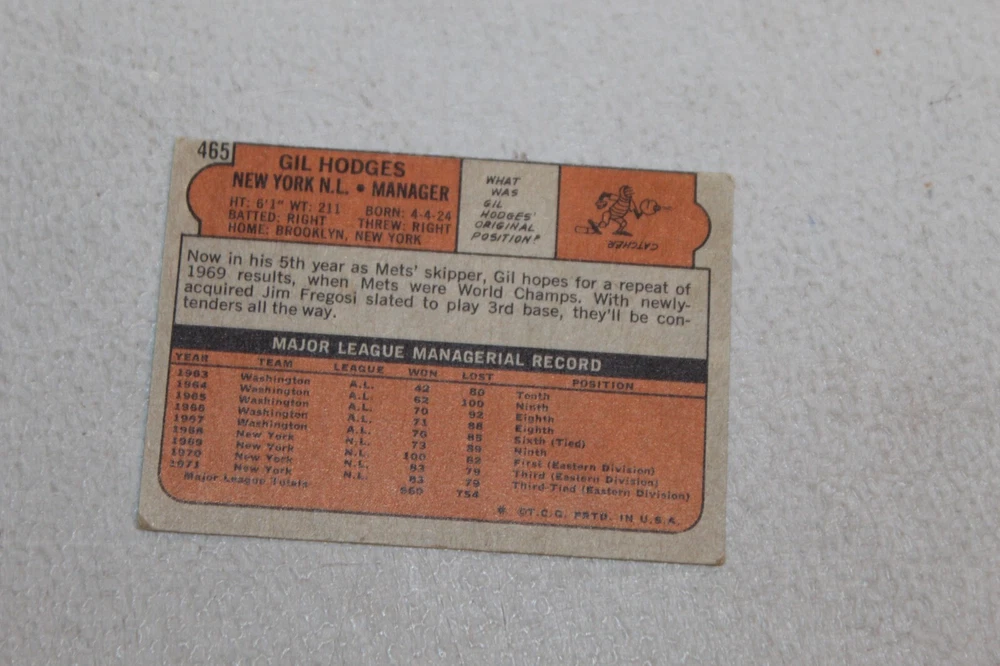 465
GIL HODGES
NEW YORK N.L. • MANAGER
HT: 6'1" WT: 211 BORN: 4-4-24
BATTED: RIGHT THREW: RIGHT
HOME: BROOKLYN, NEW YORK
WHAT
WAS
GIL
HODGES'
ORIGINAL
POSITION?
CATCHER
Now in his 5th year as Mets' skipper, Gil hopes for a repeat of
1969 results, when Mets were World Champs. With newly-
acquired Jim Fregosi slated to play 3rd base, they'll be con-
tenders all the way.
MAJOR LEAGUE MANAGERIAL RECORD
YEAR TEAM LEAGUE WON LOST POSITION
1963 Washington A.L. 42 80 Tenth
1964 Washington A.L. 62 100 Ninth
1965 Washington A.L. 70 92 Eighth
1966 Washington A.L. 71 88 Eighth
1967 Washington A.L. 76 85 Sixth (Tied)
1968 New York N.L. 73 89 Ninth
1969 New York N.L. 100 62 First (Eastern Division)
1970 New York N.L. 83 79 Third (Eastern Division)
1971 New York N.L. 83 79 Third-Tied (Eastern Division)
Major League Totals 660 754
© T.C.G. PRTD. IN U.S.A.